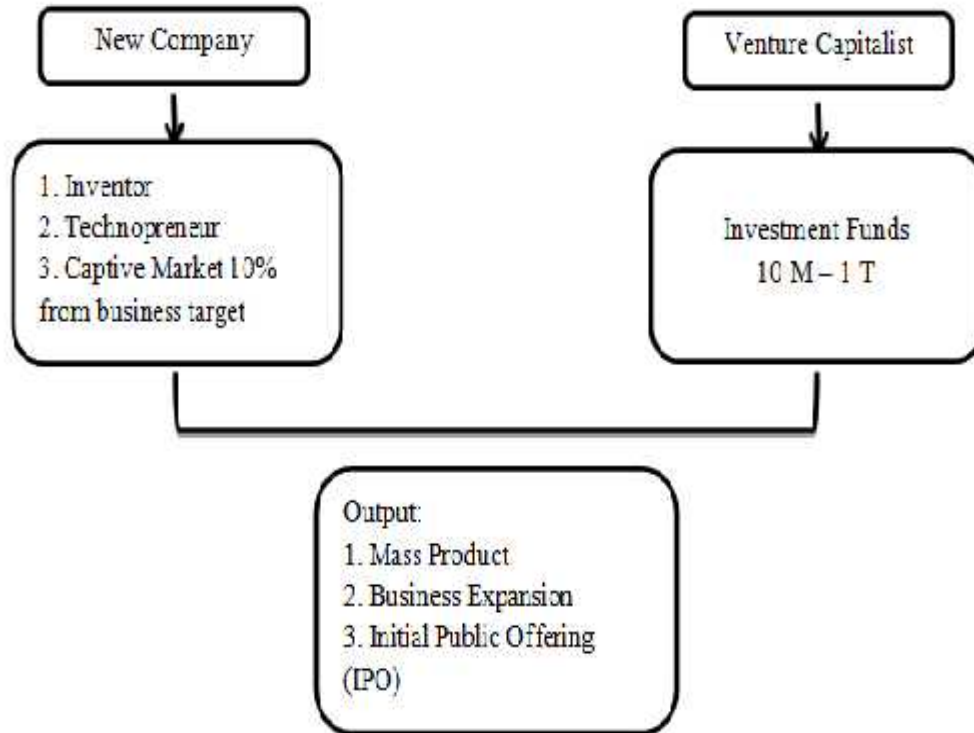 New Company
Venture Capitalist
1. Inventor
2. Technopreneur
3. Captive Market 10%
from business target
Investment Funds
10 M – 1 T
Output:
1. Mass Product
2. Business Expansion
3. Initial Public Offering
(IPO)